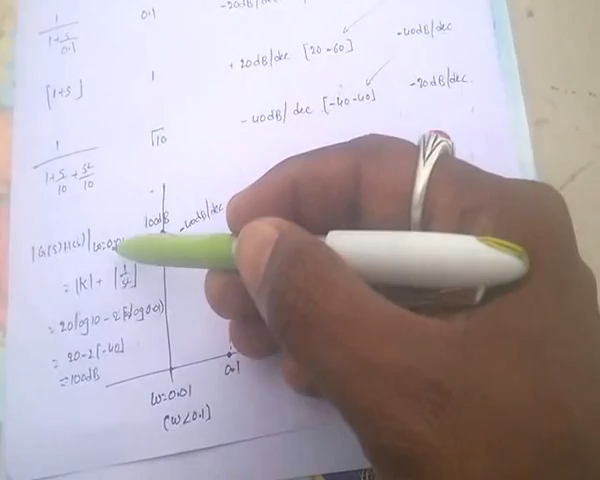 1/(1+s/0.1) 0.1 -20dB/dec
[1+s] 1 +20dB/dec [20-60] -40dB/dec
1/(1+s/10+s²/10) √10 -40dB/dec [-40-40] -20dB/dec.
100dB -40dB/dec
|G(s)H(s)|ω=0.01
= |K| + |1/s²|
= 20log10 - 2[20log0.01]
= 20-2[-40]
=100dB
0.1
ω=0.01
[ω<0.1]